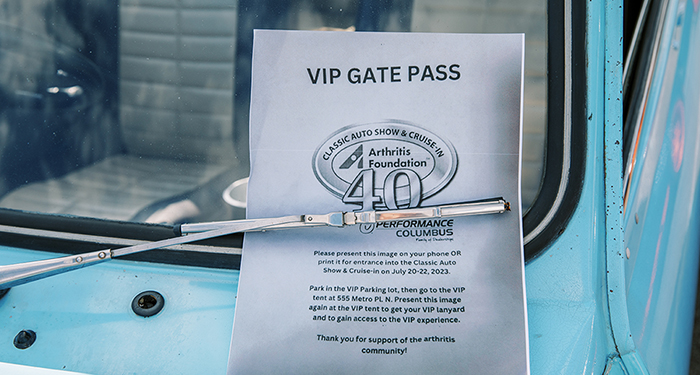 VIP GATE PASS
CLASSIC AUTO SHOW & CRUISE-IN
Arthritis
Foundation
40
PERFORMANCE
COLUMBUS
Family of Dealerships
Please present this image on your phone OR
print it for entrance into the Classic Auto
Show & Cruise-in on July 20-22, 2023.
Park in the VIP Parking lot, then go to the VIP
tent at 555 Metro PL N. Present this image
again at the VIP tent to get your VIP lanyard
and to gain access to the VIP experience.
Thank you for support of the arthritis
community!